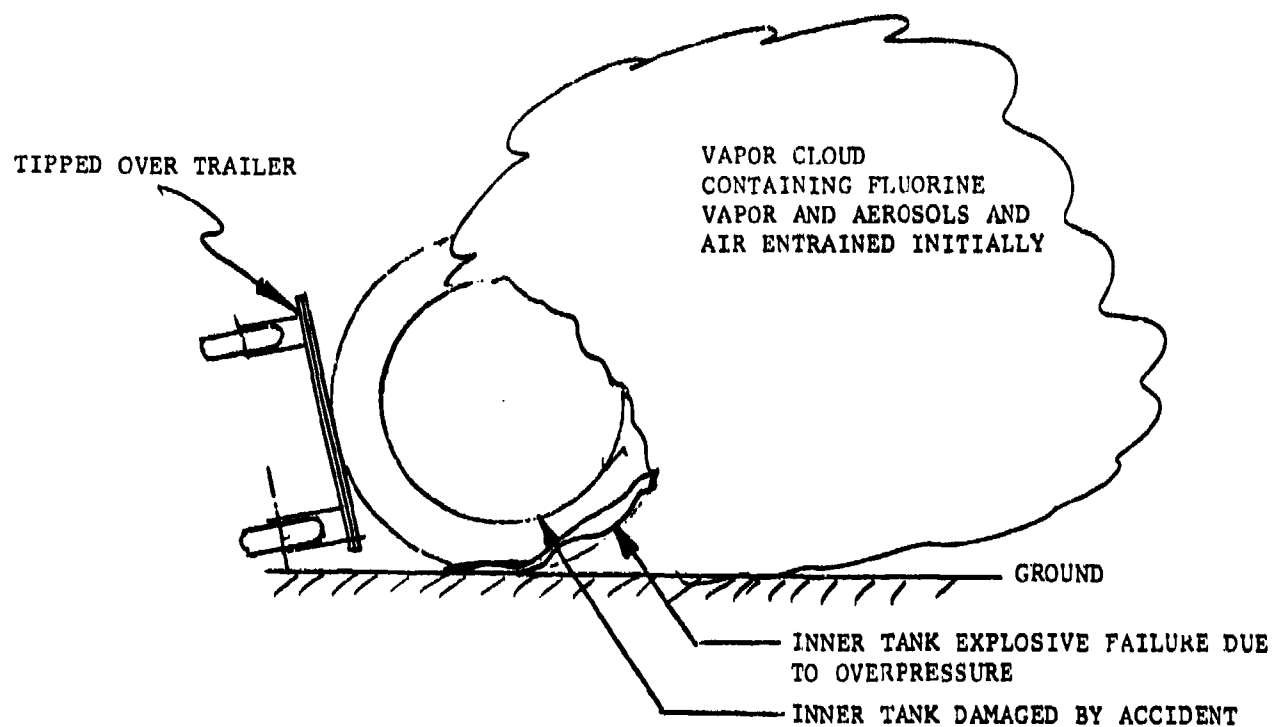 TIPPED OVER TRAILER
VAPOR CLOUD
CONTAINING FLUORINE
VAPOR AND AEROSOLS AND
AIR ENTRAINED INITIALLY
GROUND
INNER TANK EXPLOSIVE FAILURE DUE
TO OVERPRESSURE
INNER TANK DAMAGED BY ACCIDENT